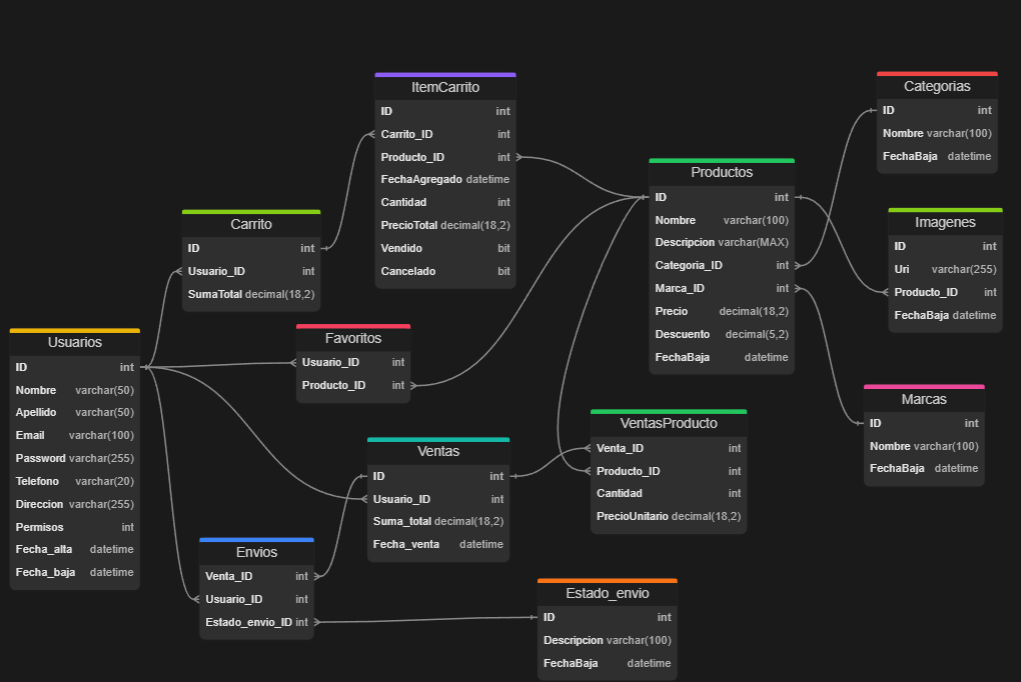 ItemCarrito
ID int
Carrito_ID int
Producto_ID int
FechaAgregado datetime
Cantidad int
PrecioTotal decimal(18,2)
Vendido bit
Cancelado bit
Categorias
ID int
Nombre varchar(100)
FechaBaja datetime
Productos
ID int
Nombre varchar(100)
Descripcion varchar(MAX)
Categoria_ID int
Marca_ID int
Precio decimal(18,2)
Descuento decimal(5,2)
FechaBaja datetime
Carrito
ID int
Usuario_ID int
SumaTotal decimal(18,2)
Imagenes
ID int
Uri varchar(255)
Producto_ID int
FechaBaja datetime
Usuarios
ID int
Nombre varchar(50)
Apellido varchar(50)
Email varchar(100)
Password varchar(255)
Telefono varchar(20)
Direccion varchar(255)
Permisos int
Fecha_alta datetime
Fecha_baja datetime
Favoritos
Usuario_ID int
Producto_ID int
Marcas
ID int
Nombre varchar(100)
FechaBaja datetime
Ventas
ID int
Usuario_ID int
Suma_total decimal(18,2)
Fecha_venta datetime
VentasProducto
Venta_ID int
Producto_ID int
Cantidad int
PrecioUnitario decimal(18,2)
Envios
Venta_ID int
Usuario_ID int
Estado_envio_ID int
Estado_envio
ID int
Descripcion varchar(100)
FechaBaja datetime